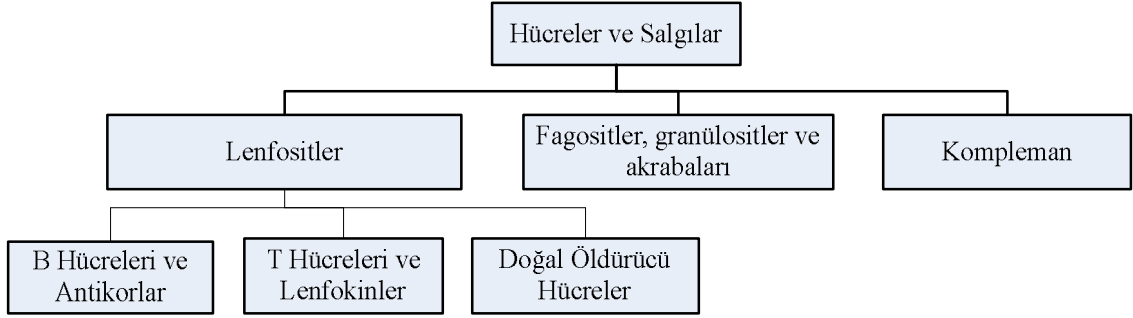 Hücreler ve Salgılar
Lenfositler
Fagositler, granülositler ve
akrabaları
Kompleman
B Hücreleri ve
Antikorlar
T Hücreleri ve
Lenfokinler
Doğal Öldürücü
Hücreler